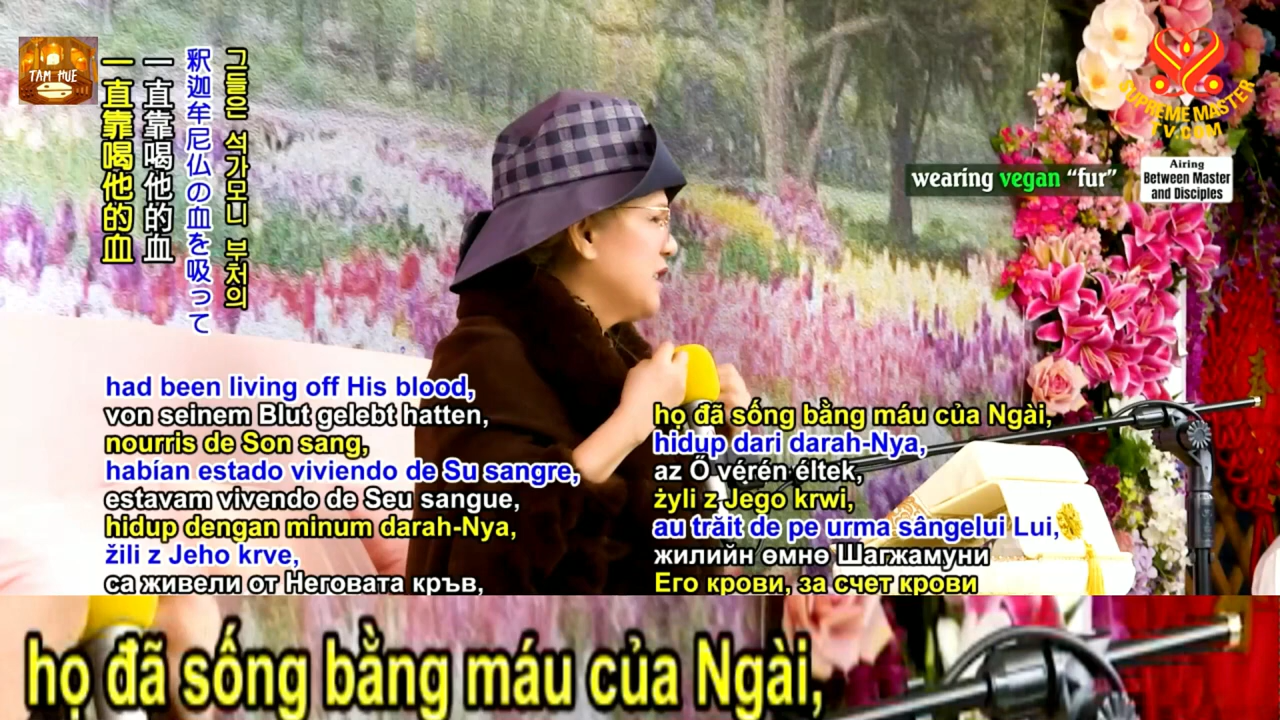 TAM HUE
一直靠喝他的血
一直靠喝他的血
釈迦牟尼仏の血を吸って
그들은 석가모니 부처의
SUPREME MASTER
TV.COM
wearing vegan “fur”
Airing
Between Master
and Disciples
had been living off His blood,
von seinem Blut gelebt hatten,
nourris de Son sang,
habían estado viviendo de Su sangre,
estavam vivendo de Seu sangue,
hidup dengan minum darah-Nya,
žili z Jeho krve,
са живели от Неговата кръв,
họ đã sống bằng máu của Ngài,
hidup dari darah-Nya,
az Ő vérén éltek,
żyli z Jego krwi,
au trăit de pe urma sângelui Lui,
жилийн өмнө Шагжамуни
Его крови, за счет крови
họ đã sống bằng máu của Ngài,